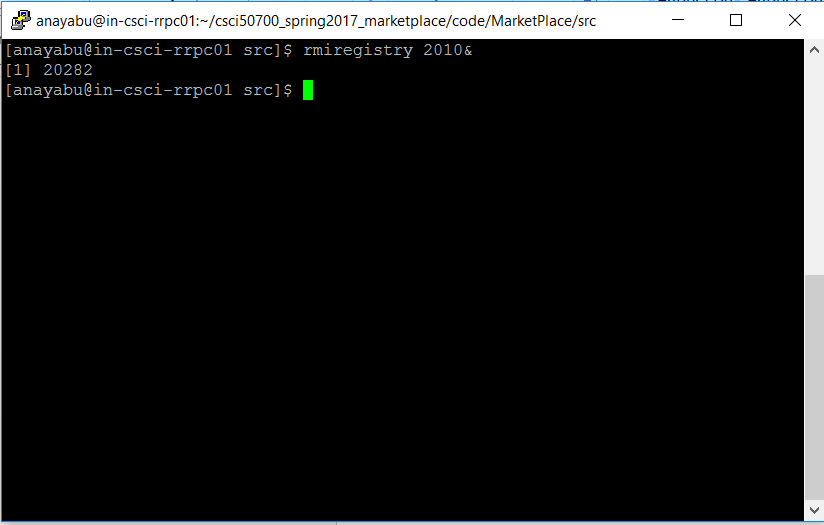 anayabu@in-csci-rrpc01:~/csci50700_spring2017_marketplace/code/MarketPlace/src
[anayabu@in-csci-rrpc01 src]$ rmiregistry 2010&
[1] 20282
[anayabu@in-csci-rrpc01 src]$